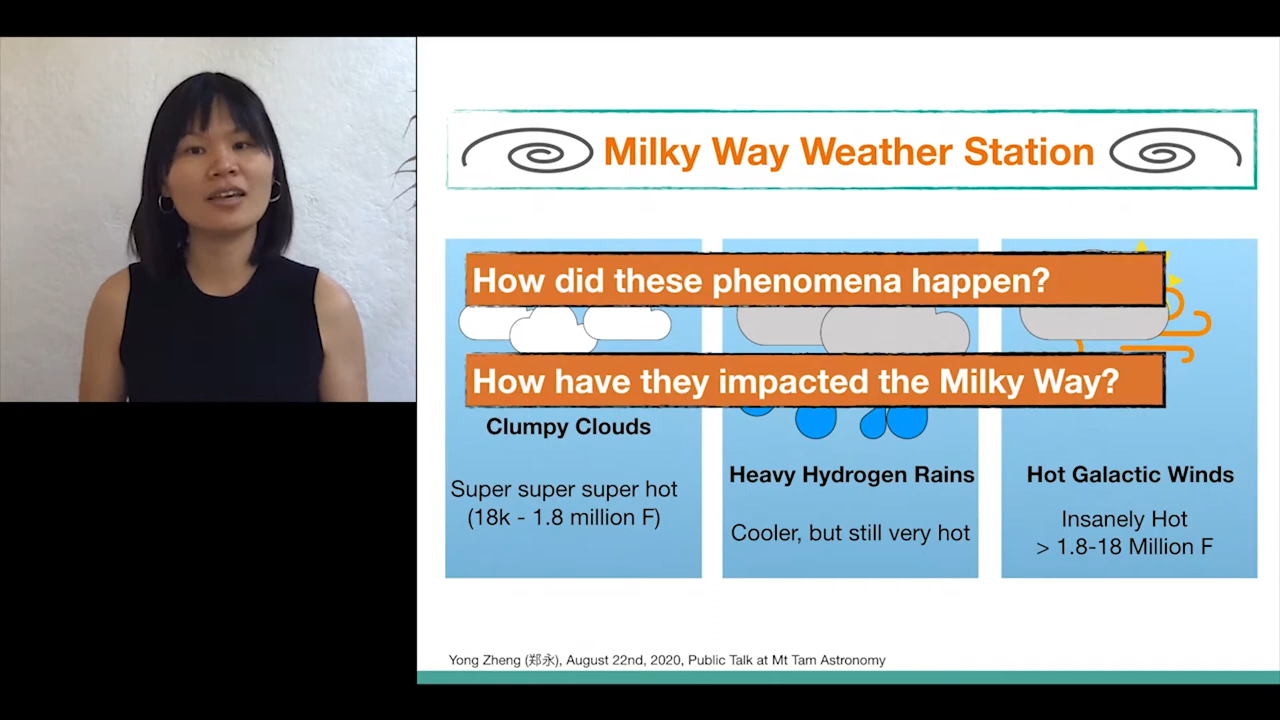 Milky Way Weather Station
How did these phenomena happen?
How have they impacted the Milky Way?
Clumpy Clouds
Super super super hot
(18k - 1.8 million F)
Heavy Hydrogen Rains
Cooler, but still very hot
Hot Galactic Winds
Insanely Hot
> 1.8-18 Million F
Yong Zheng (郑永), August 22nd, 2020, Public Talk at Mt Tam Astronomy